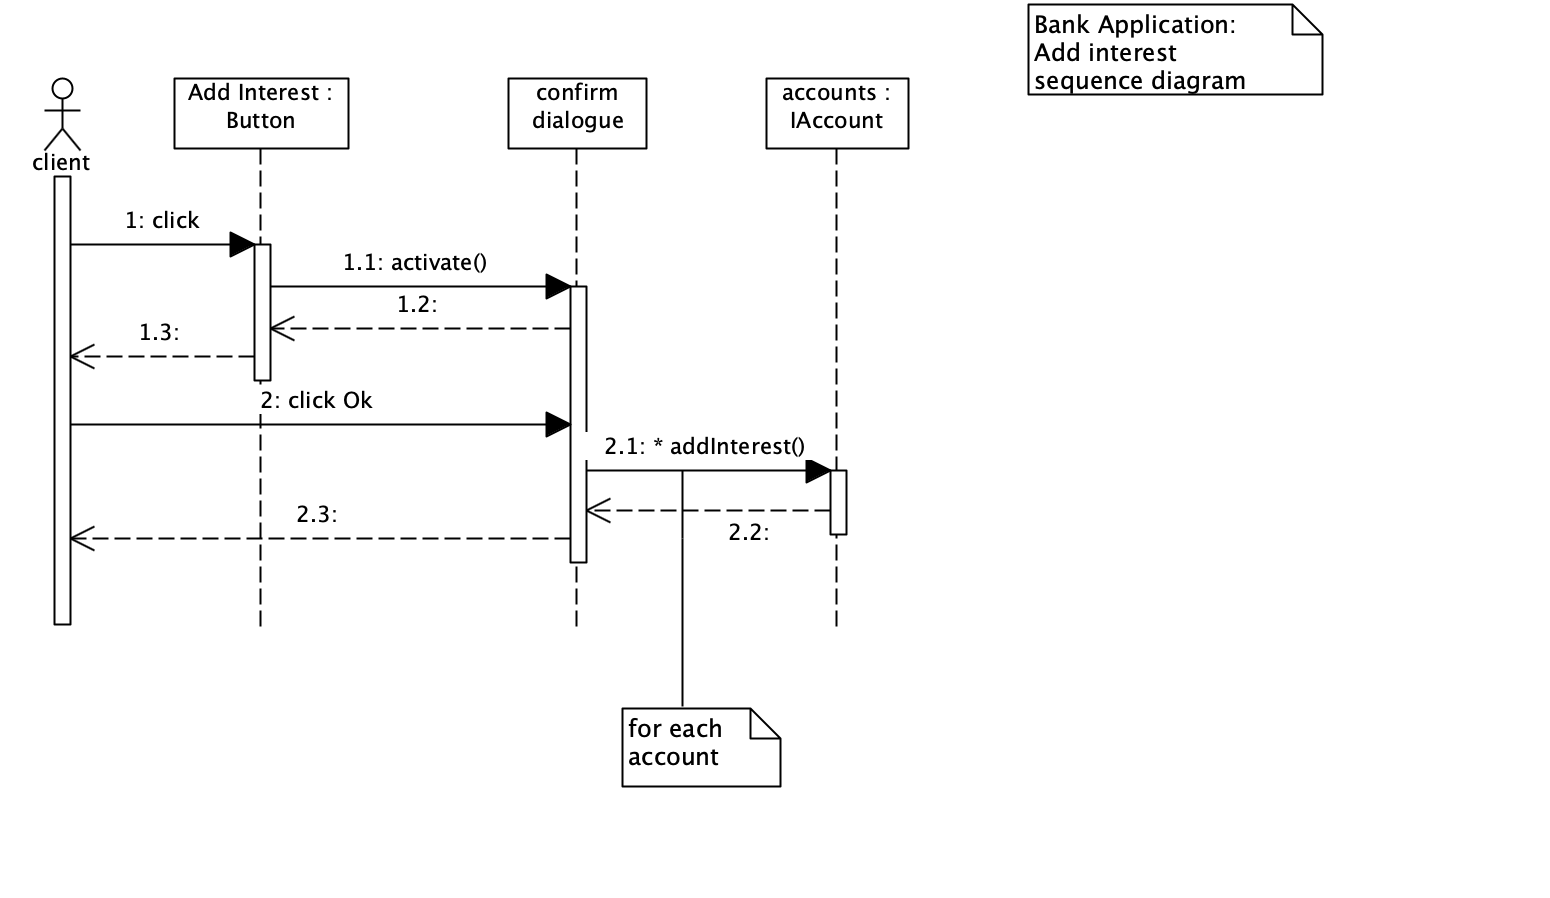 Bank Application:
Add interest
sequence diagram
client
Add Interest :
Button
confirm
dialogue
accounts :
IAccount
1: click
1.1: activate()
1.2:
1.3:
2: click Ok
2.1: * addInterest()
2.2:
2.3:
for each
account